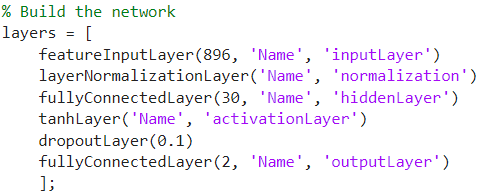 % Build the network
layers = [
    featureInputLayer(896, 'Name', 'inputLayer')
    layerNormalizationLayer('Name', 'normalization')
    fullyConnectedLayer(30, 'Name', 'hiddenLayer')
    tanhLayer('Name', 'activationLayer')
    dropoutLayer(0.1)
    fullyConnectedLayer(2, 'Name', 'outputLayer')
    ];